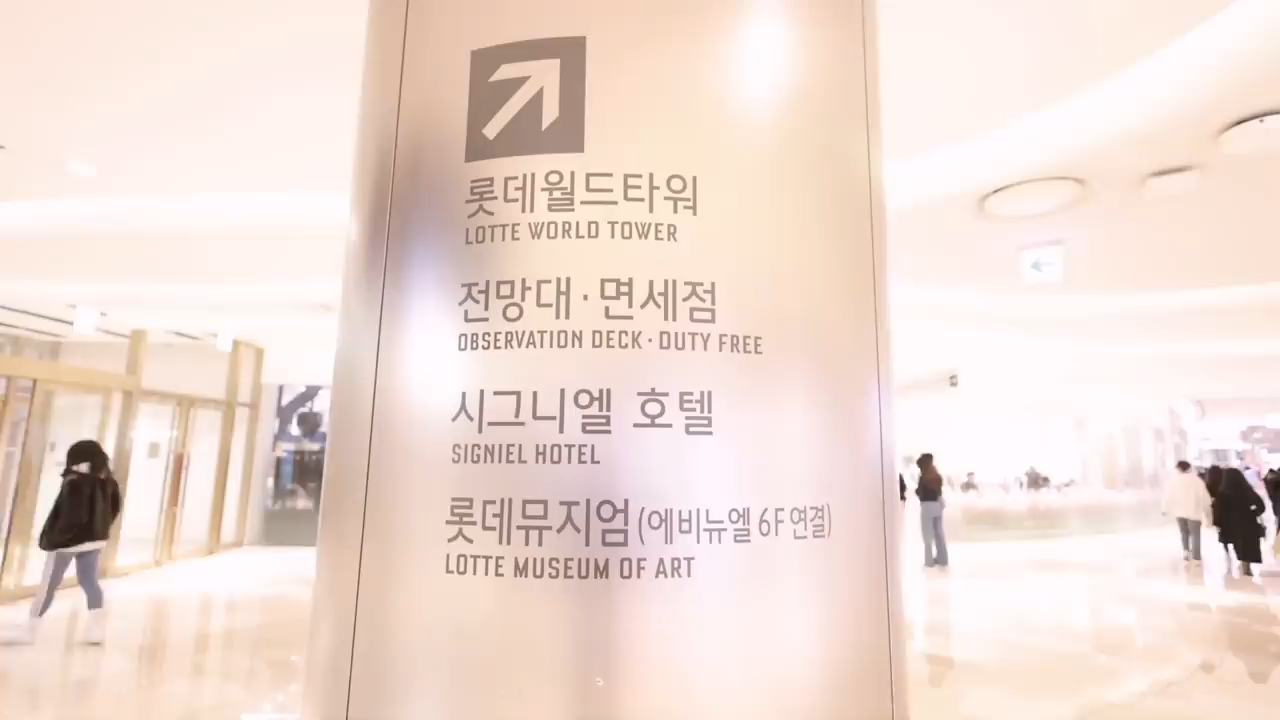 롯데월드타워
LOTTE WORLD TOWER
전망대·면세점
OBSERVATION DECK·DUTY FREE
시그니엘 호텔
SIGNIEL HOTEL
롯데뮤지엄(에비뉴엘 6F 연결)
LOTTE MUSEUM OF ART